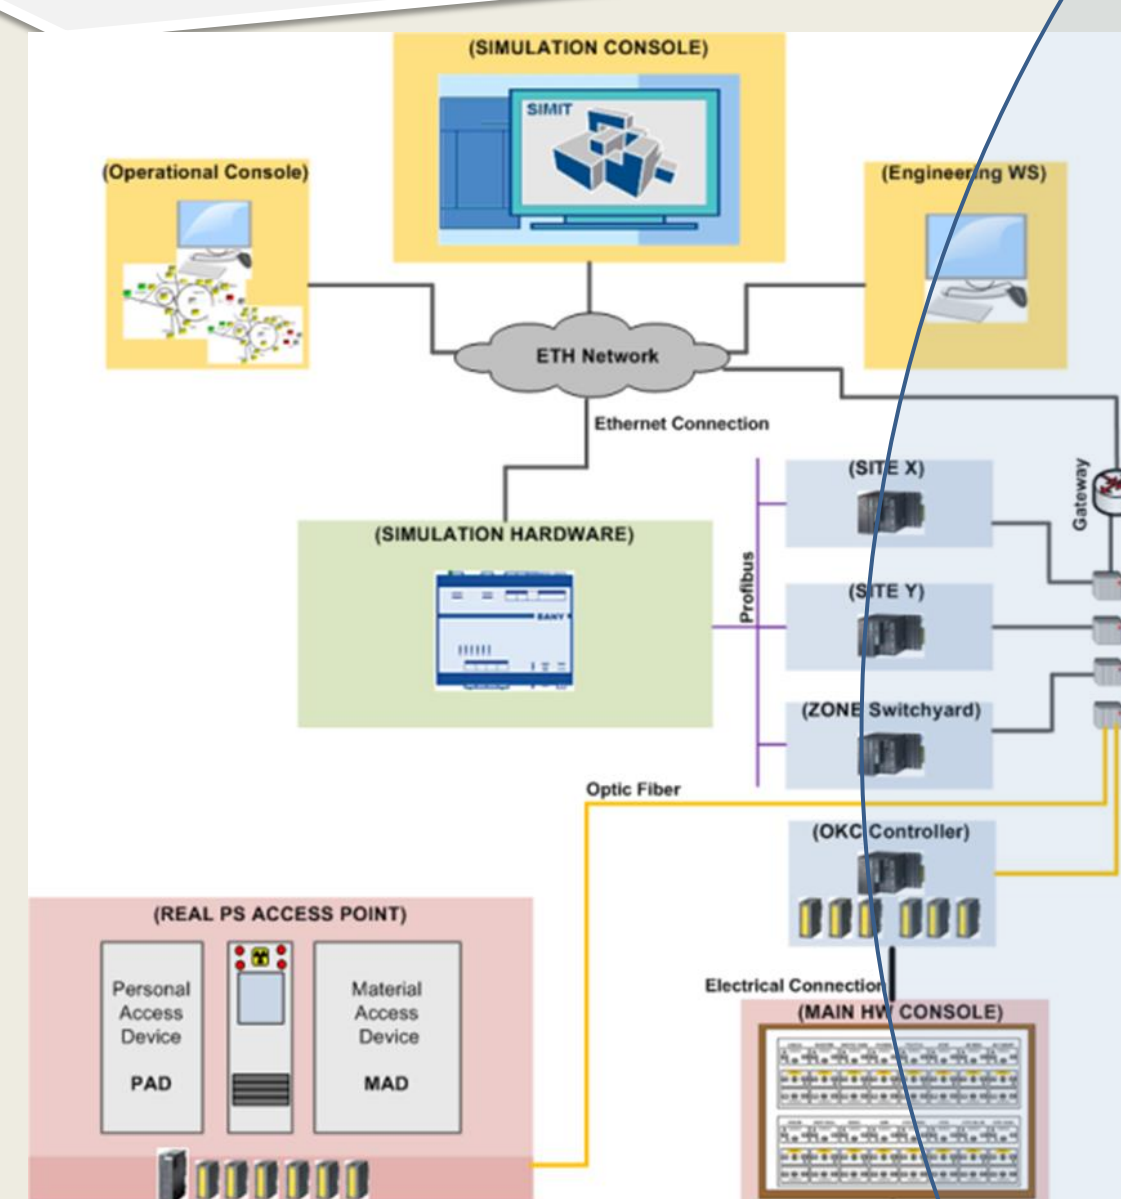 (SIMULATION CONSOLE)
SIMIT
(Operational Console)
(Engineering WS)
ETH Network
Ethernet Connection
(SITE X)
Gateway
(SIMULATION HARDWARE)
Profibus
(SITE Y)
(ZONE Switchyard)
Optic Fiber
(OKC Controller)
(REAL PS ACCESS POINT)
Personal
Access
Device
PAD
Material
Access
Device
MAD
Electrical Connection
(MAIN HW CONSOLE)